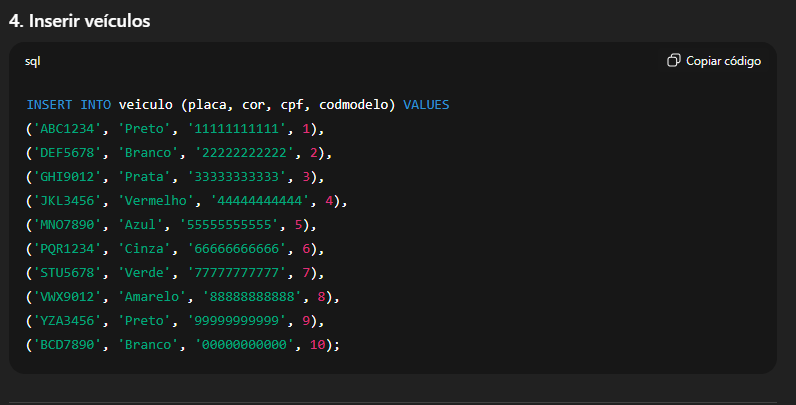 4. Inserir veículos
sql
Copiar código
INSERT INTO veiculo (placa, cor, cpf, codmodelo) VALUES
('ABC1234', 'Preto', '11111111111', 1),
('DEF5678', 'Branco', '22222222222', 2),
('GHI9012', 'Prata', '33333333333', 3),
('JKL3456', 'Vermelho', '44444444444', 4),
('MNO7890', 'Azul', '55555555555', 5),
('PQR1234', 'Cinza', '66666666666', 6),
('STU5678', 'Verde', '77777777777', 7),
('VWX9012', 'Amarelo', '88888888888', 8),
('YZA3456', 'Preto', '99999999999', 9),
('BCD7890', 'Branco', '00000000000', 10);